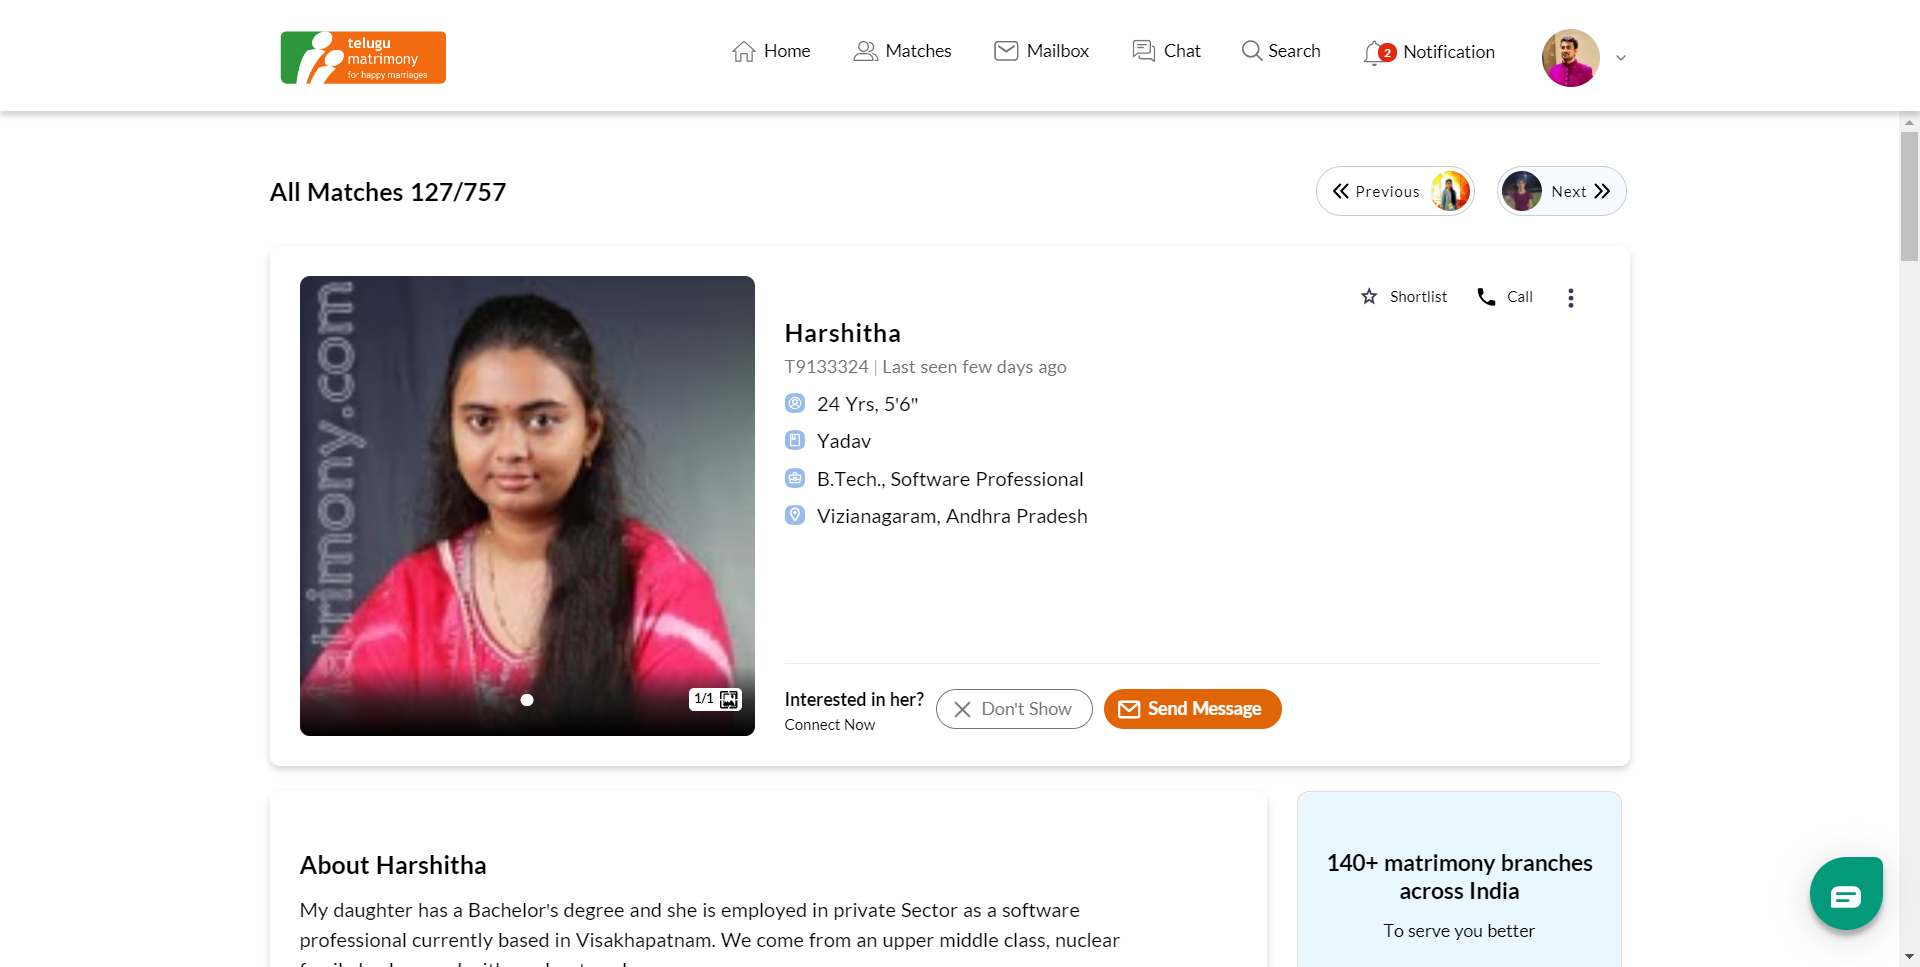 telugu
matrimony
for happy marriages
Home
Matches
Mailbox
Chat
Search
2
Notification
All Matches 127/757
Previous
Next
matrimony.com
Shortlist
Call
Harshitha
T9133324 | Last seen few days ago
24 Yrs, 5'6"
Yadav
B.Tech., Software Professional
Vizianagaram, Andhra Pradesh
1/1
Interested in her?
Connect Now
Don't Show
Send Message
About Harshitha
My daughter has a Bachelor's degree and she is employed in private Sector as a software
professional currently based in Visakhapatnam. We come from an upper middle class, nuclear
140+ matrimony branches
across India
To serve you better